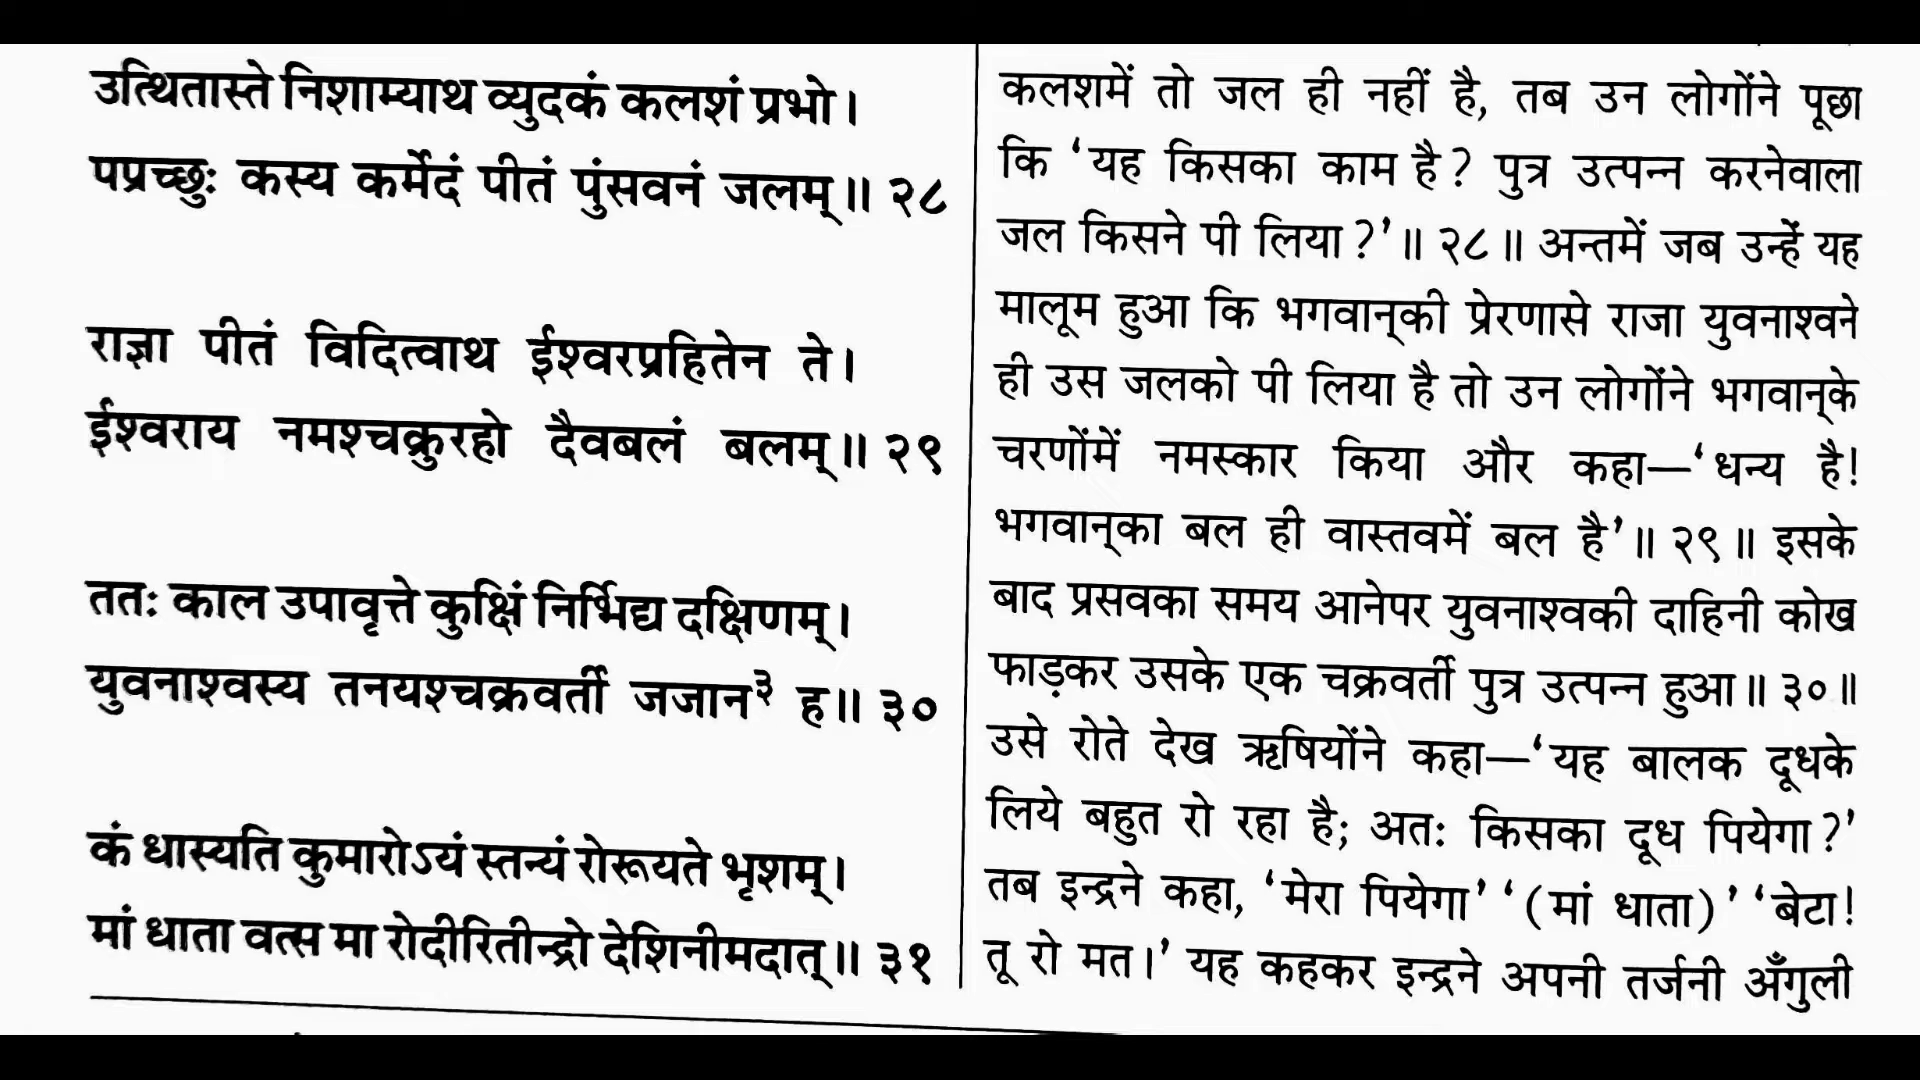 उत्थितास्ते निशाम्याथ व्युदकं कलशं प्रभो।
पप्रच्छुः कस्य कर्मेदं पीतं पुंसवनं जलम्॥ २८
राज्ञा पीतं विदित्वाथ ईश्वरप्रहितेन ते।
ईश्वराय नमश्चक्रुरहो दैवबलं बलम्॥ २९
ततः काल उपावृत्ते कुक्षिं निर्भिद्य दक्षिणम्।
युवनाश्वस्य तनयश्चक्रवर्ती जजान३ ह॥ ३०
कं धास्यति कुमारोऽयं स्तन्यं रोरूयते भृशम्।
मां धाता वत्स मा रोदीरितीन्द्रो देशिनीमदात्॥ ३१
कलशमें तो जल ही नहीं है, तब उन लोगोंने पूछा
कि ‘यह किसका काम है? पुत्र उत्पन्न करनेवाला
जल किसने पी लिया?’॥ २८॥ अन्तमें जब उन्हें यह
मालूम हुआ कि भगवान्‌की प्रेरणासे राजा युवनाश्वने
ही उस जलको पी लिया है तो उन लोगोंने भगवान्‌के
चरणोंमें नमस्कार किया और कहा—‘धन्य है!
भगवान्‌का बल ही वास्तवमें बल है’॥ २९॥ इसके
बाद प्रसवका समय आनेपर युवनाश्वकी दाहिनी कोख
फाड़कर उसके एक चक्रवर्ती पुत्र उत्पन्न हुआ॥ ३०॥
उसे रोते देख ऋषियोंने कहा—‘यह बालक दूधके
लिये बहुत रो रहा है; अतः किसका दूध पियेगा?’
तब इन्द्रने कहा, ‘मेरा पियेगा’ ‘(मां धाता)’ ‘बेटा!
तू रो मत।’ यह कहकर इन्द्रने अपनी तर्जनी अँगुली